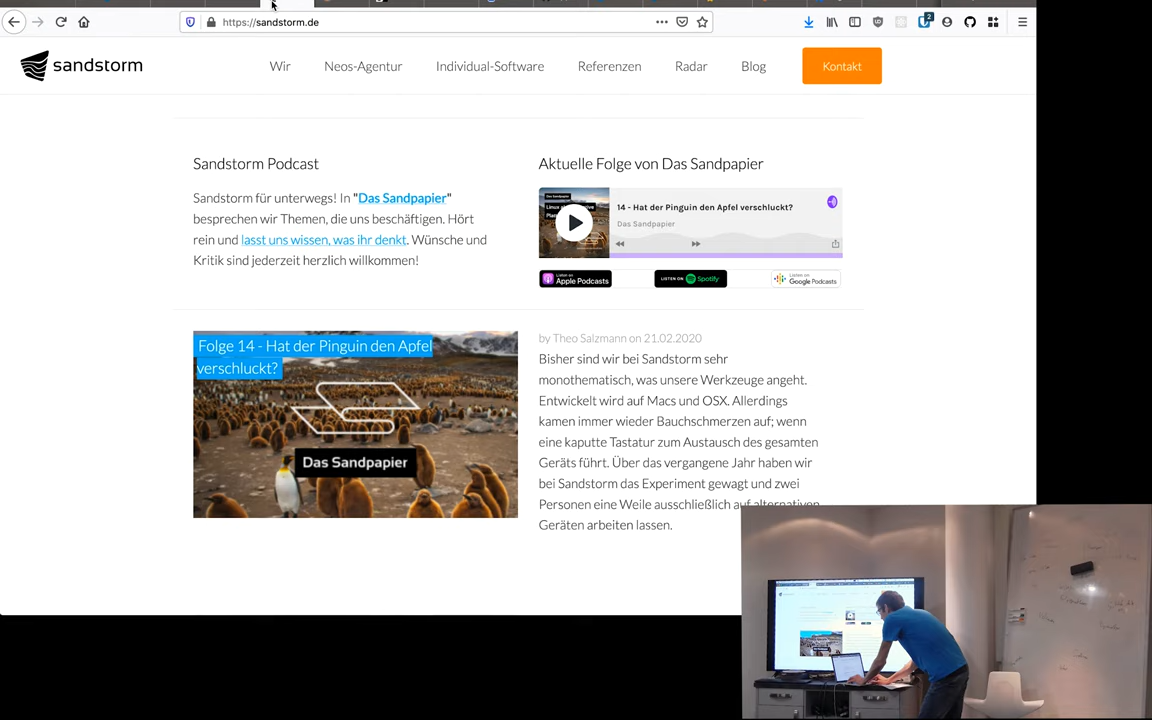 https://sandstorm.de
2
sandstorm
Wir
Neos-Agentur
Individual-Software
Referenzen
Radar
Blog
Kontakt
Sandstorm Podcast
Sandstorm für unterwegs! In "Das Sandpapier"
besprechen wir Themen, die uns beschäftigen. Hört
rein und lasst uns wissen, was ihr denkt. Wünsche und
Kritik sind jederzeit herzlich willkommen!
Aktuelle Folge von Das Sandpapier
14 - Hat der Pinguin den Apfel verschluckt?
Das Sandpapier
Listen on
Apple Podcasts
LISTEN ON Spotify
Listen on
Google Podcasts
Folge 14 - Hat der Pinguin den Apfel
verschluckt?
Das Sandpapier
by Theo Salzmann on 21.02.2020
Bisher sind wir bei Sandstorm sehr
monothematisch, was unsere Werkzeuge angeht.
Entwickelt wird auf Macs und OSX. Allerdings
kamen immer wieder Bauchschmerzen auf; wenn
eine kaputte Tastatur zum Austausch des gesamten
Geräts führt. Über das vergangene Jahr haben wir
bei Sandstorm das Experiment gewagt und zwei
Personen eine Weile ausschließlich auf alternativen
Geräten arbeiten lassen.